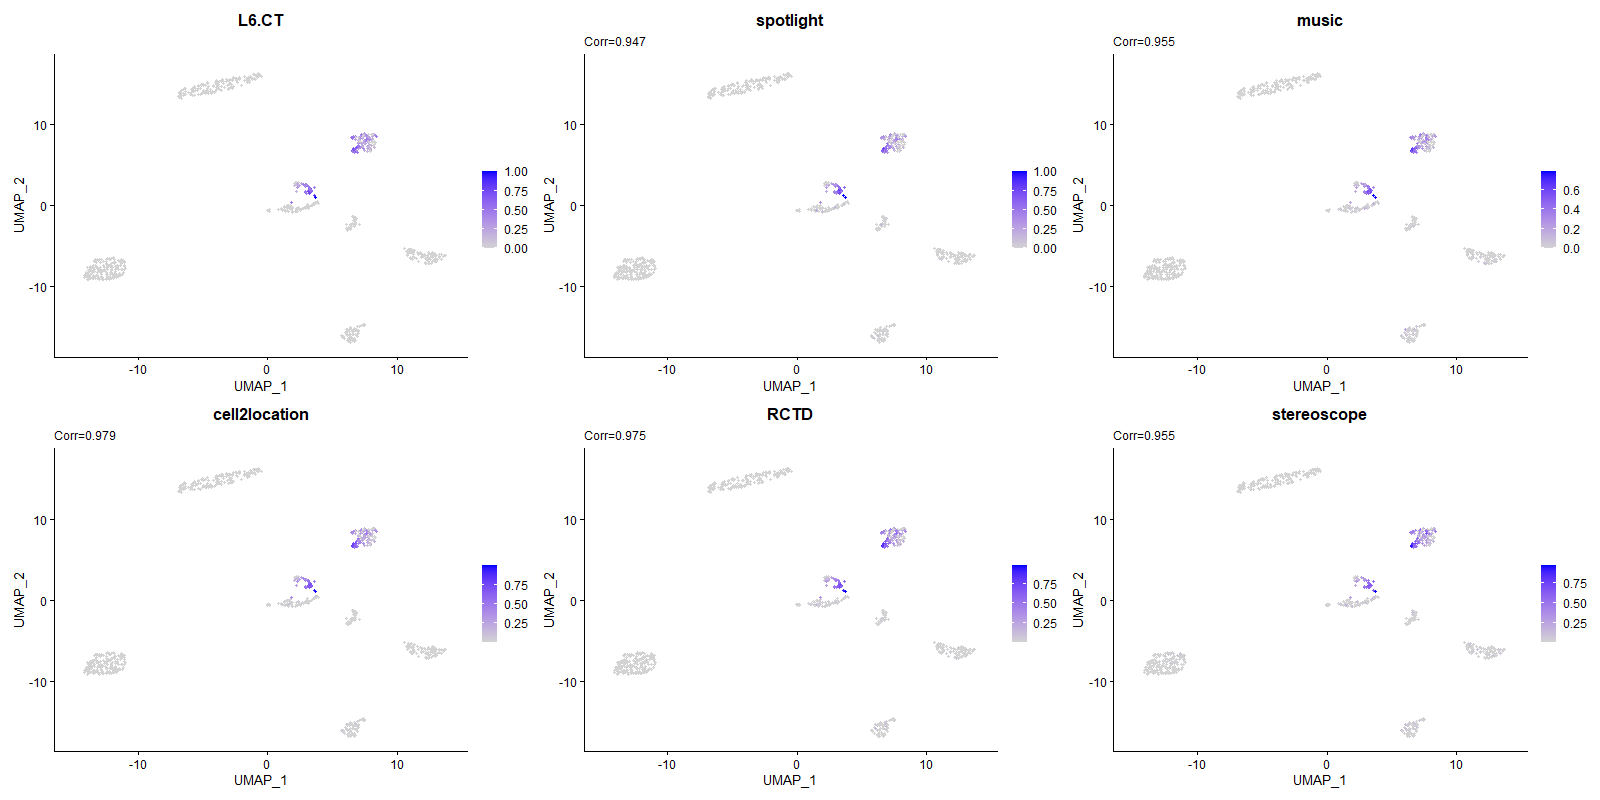 L6.CT
UMAP_2
10
0
-10
-10
0
10
UMAP_1
1.00
0.75
0.50
0.25
0.00
spotlight
Corr=0.947
UMAP_2
10
0
-10
-10
0
10
UMAP_1
1.00
0.75
0.50
0.25
0.00
music
Corr=0.955
UMAP_2
10
0
-10
-10
0
10
UMAP_1
0.6
0.4
0.2
0.0
cell2location
Corr=0.979
UMAP_2
10
0
-10
-10
0
10
UMAP_1
0.75
0.50
0.25
RCTD
Corr=0.975
UMAP_2
10
0
-10
-10
0
10
UMAP_1
0.75
0.50
0.25
stereoscope
Corr=0.955
UMAP_2
10
0
-10
-10
0
10
UMAP_1
0.75
0.50
0.25